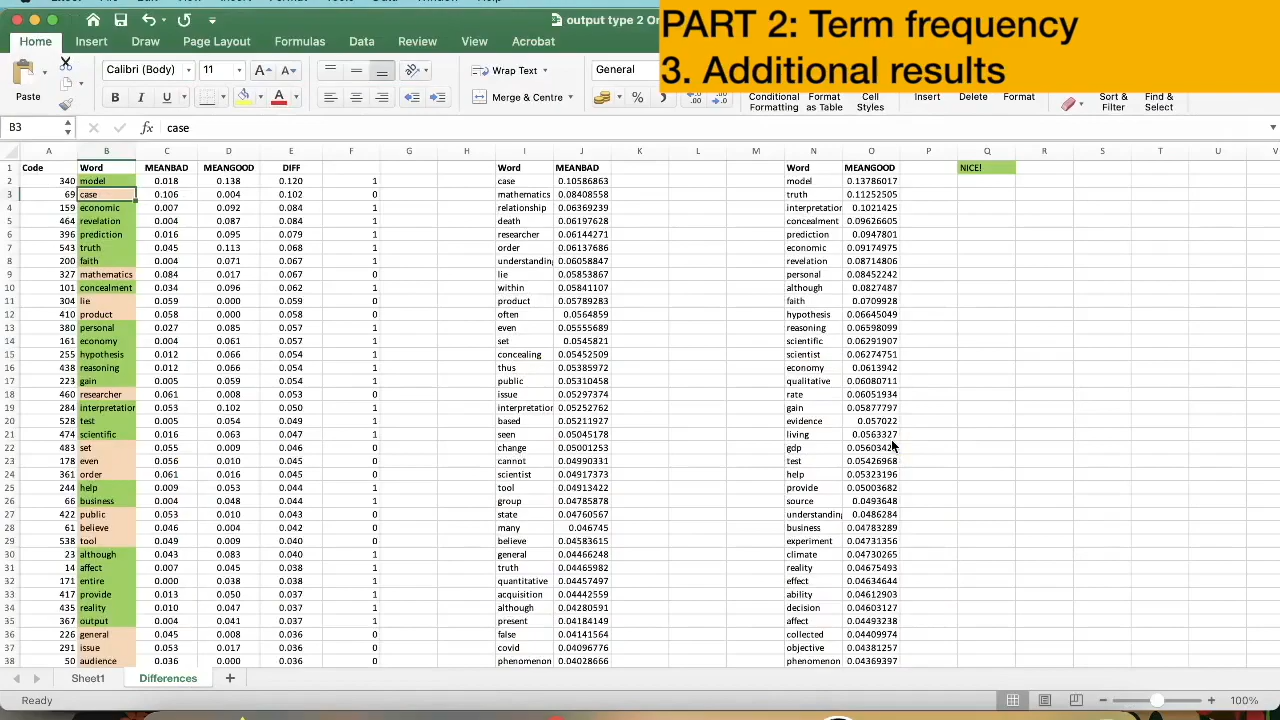 output type 2 On
PART 2: Term frequency
3. Additional results
Home Insert Draw Page Layout Formulas Data Review View Acrobat
Paste
Calibri (Body) 11
B I U
Wrap Text
Merge & Centre
General
Conditional Formatting
Format as Table
Cell Styles
Insert Delete Format
Sort & Filter
Find & Select
B3 fx case
A B C D E F G H I J K L M N O P Q R S T U V
1 Code Word MEANBAD MEANGOOD DIFF Word MEANBAD Word MEANGOOD NICE!
2 340 model 0.018 0.138 0.120 1 case 0.10586863 model 0.13786017
3 69 case 0.106 0.004 0.102 0 mathematics 0.08408558 truth 0.11252505
4 159 economic 0.007 0.092 0.084 1 relationship 0.06369239 interpretation 0.1021425
5 464 revelation 0.004 0.087 0.084 1 death 0.06197628 concealment 0.09626605
6 396 prediction 0.016 0.095 0.079 1 researcher 0.06144271 prediction 0.0947801
7 543 truth 0.045 0.113 0.068 1 order 0.06137686 economic 0.09174975
8 200 faith 0.004 0.071 0.067 1 understanding 0.06058847 revelation 0.08714806
9 327 mathematics 0.084 0.017 0.067 0 lie 0.05853867 personal 0.08452242
10 101 concealment 0.034 0.096 0.062 1 within 0.05841107 although 0.0827487
11 304 lie 0.059 0.000 0.059 0 product 0.05789283 faith 0.0709928
12 410 product 0.058 0.000 0.058 0 often 0.0564859 hypothesis 0.06645049
13 380 personal 0.027 0.085 0.057 1 even 0.05555689 reasoning 0.06598099
14 161 economy 0.004 0.061 0.057 1 set 0.0545821 scientific 0.06291907
15 255 hypothesis 0.012 0.066 0.054 1 concealing 0.05452509 scientist 0.06274751
16 438 reasoning 0.012 0.066 0.054 1 thus 0.05385972 economy 0.0613942
17 223 gain 0.005 0.059 0.054 1 public 0.05310458 qualitative 0.06080711
18 460 researcher 0.061 0.008 0.053 0 issue 0.05297374 rate 0.06051934
19 284 interpretation 0.053 0.102 0.050 1 interpretation 0.05252762 gain 0.05877797
20 528 test 0.005 0.054 0.049 1 based 0.05211927 evidence 0.057022
21 474 scientific 0.016 0.063 0.047 1 seen 0.05045178 living 0.0563327
22 483 set 0.055 0.009 0.046 0 change 0.05001253 gdp 0.0560342
23 178 even 0.056 0.010 0.045 0 cannot 0.04990331 test 0.05426968
24 361 order 0.061 0.016 0.045 0 scientist 0.04917373 help 0.05323196
25 244 help 0.009 0.053 0.044 1 tool 0.04913422 provide 0.05003682
26 66 business 0.004 0.048 0.044 1 group 0.04785878 source 0.0493648
27 422 public 0.053 0.010 0.043 0 state 0.04760567 understanding 0.0486284
28 61 believe 0.046 0.004 0.042 0 many 0.046745 business 0.04783289
29 538 tool 0.049 0.009 0.040 0 believe 0.04583615 experiment 0.04731356
30 23 although 0.043 0.083 0.040 1 general 0.04466248 climate 0.04730265
31 14 affect 0.007 0.045 0.038 1 truth 0.04465982 reality 0.04675493
32 171 entire 0.000 0.038 0.038 1 quantitative 0.04457497 effect 0.04634644
33 417 provide 0.013 0.050 0.037 1 acquisition 0.04442559 ability 0.04612903
34 435 reality 0.010 0.047 0.037 1 although 0.04280591 decision 0.04603127
35 367 output 0.004 0.041 0.037 1 present 0.04184149 affect 0.04493238
36 226 general 0.045 0.008 0.036 0 false 0.04141564 collected 0.04409974
37 291 issue 0.053 0.017 0.036 0 covid 0.04096776 objective 0.04381257
38 50 audience 0.036 0.000 0.036 0 phenomenon 0.04028666 phenomenon 0.04369397
Sheet1 Differences +
Ready 100%